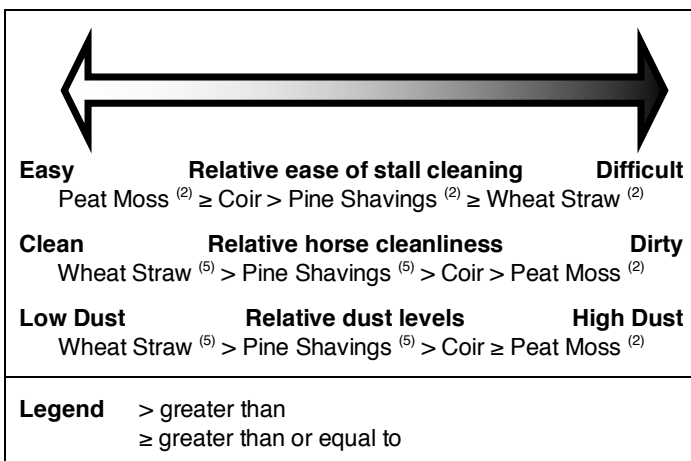 Easy Relative ease of stall cleaning Difficult
Peat Moss (2) ≥ Coir > Pine Shavings (2) ≥ Wheat Straw (2)
Clean Relative horse cleanliness Dirty
Wheat Straw (5) > Pine Shavings (5) > Coir > Peat Moss (2)
Low Dust Relative dust levels High Dust
Wheat Straw (5) > Pine Shavings (5) > Coir ≥ Peat Moss (2)
Legend > greater than
≥ greater than or equal to